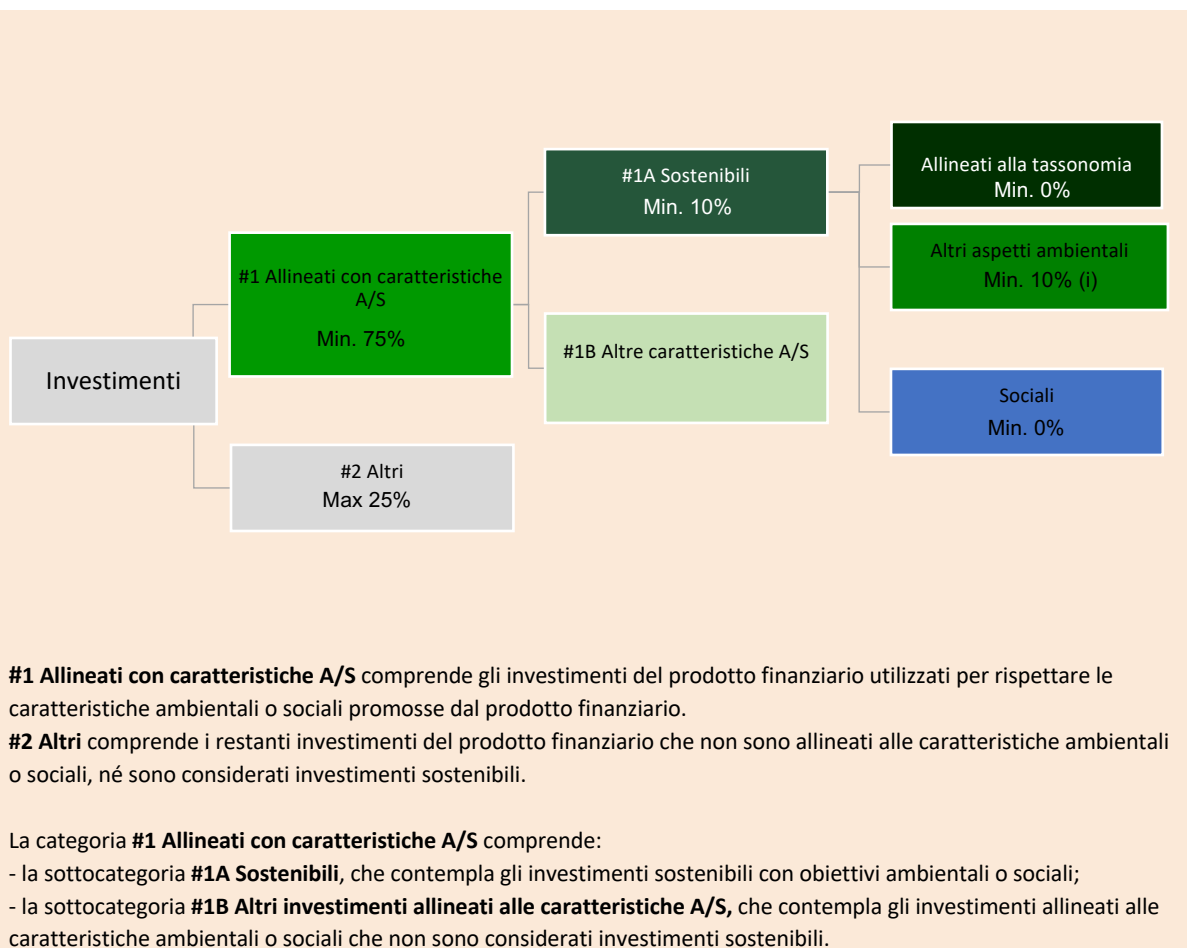 Investimenti
#1 Allineati con caratteristiche
A/S
Min. 75%
#2 Altri
Max 25%
#1A Sostenibili
Min. 10%
#1B Altre caratteristiche A/S
Allineati alla tassonomia
Min. 0%
Altri aspetti ambientali
Min. 10% (i)
Sociali
Min. 0%
#1 Allineati con caratteristiche A/S comprende gli investimenti del prodotto finanziario utilizzati per rispettare le
caratteristiche ambientali o sociali promosse dal prodotto finanziario.
#2 Altri comprende i restanti investimenti del prodotto finanziario che non sono allineati alle caratteristiche ambientali
o sociali, né sono considerati investimenti sostenibili.
La categoria #1 Allineati con caratteristiche A/S comprende:
- la sottocategoria #1A Sostenibili, che contempla gli investimenti sostenibili con obiettivi ambientali o sociali;
- la sottocategoria #1B Altri investimenti allineati alle caratteristiche A/S, che contempla gli investimenti allineati alle
caratteristiche ambientali o sociali che non sono considerati investimenti sostenibili.